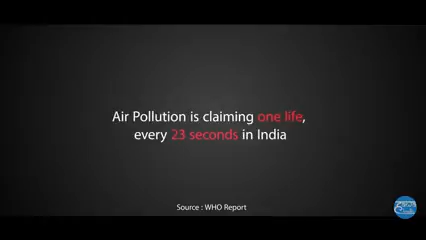 Air Pollution is claiming one life,
every 23 seconds in India
Source : WHO Report